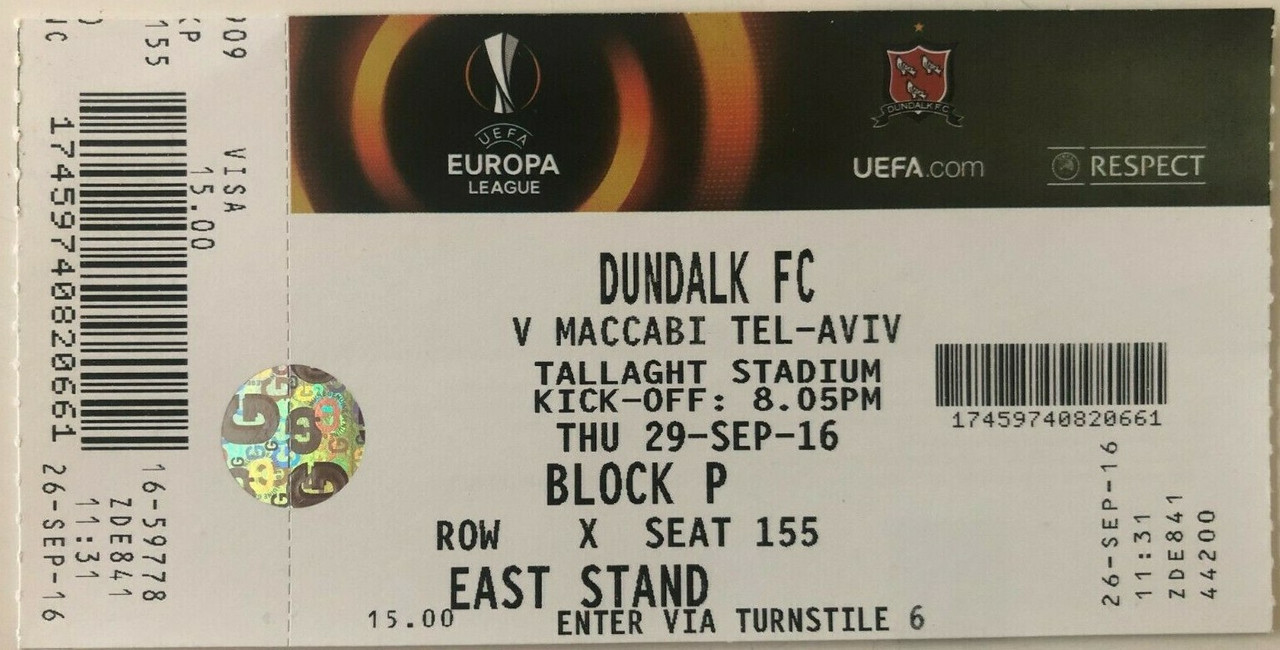 209
CP
155
VISA
15.00
17459740820661
16-59778
ZDE841
11:31
26-SEP-16
UEFA
EUROPA
LEAGUE
DUNDALK FC
UEFA.com
RESPECT
DUNDALK FC
V MACCABI TEL-AVIV
TALLAGHT STADIUM
KICK-OFF: 8.05PM
THU 29-SEP-16
BLOCK P
ROW X SEAT 155
EAST STAND
15.00 ENTER VIA TURNSTILE 6
17459740820661
26-SEP-16
11:31
ZDE841
44200